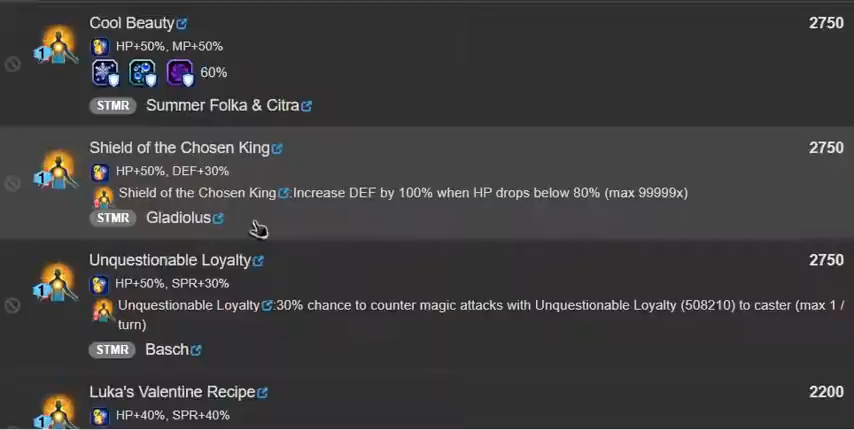 Cool Beauty 2750
HP+50%, MP+50%
60%
STMR Summer Folka & Citra
Shield of the Chosen King 2750
1 HP+50%, DEF+30%
Shield of the Chosen King:Increase DEF by 100% when HP drops below 80% (max 99999x)
STMR Gladiolus
Unquestionable Loyalty 2750
1 HP+50%, SPR+30%
Unquestionable Loyalty:30% chance to counter magic attacks with Unquestionable Loyalty (508210) to caster (max 1 /
turn)
STMR Basch
Luka's Valentine Recipe 2200
1 HP+40%, SPR+40%